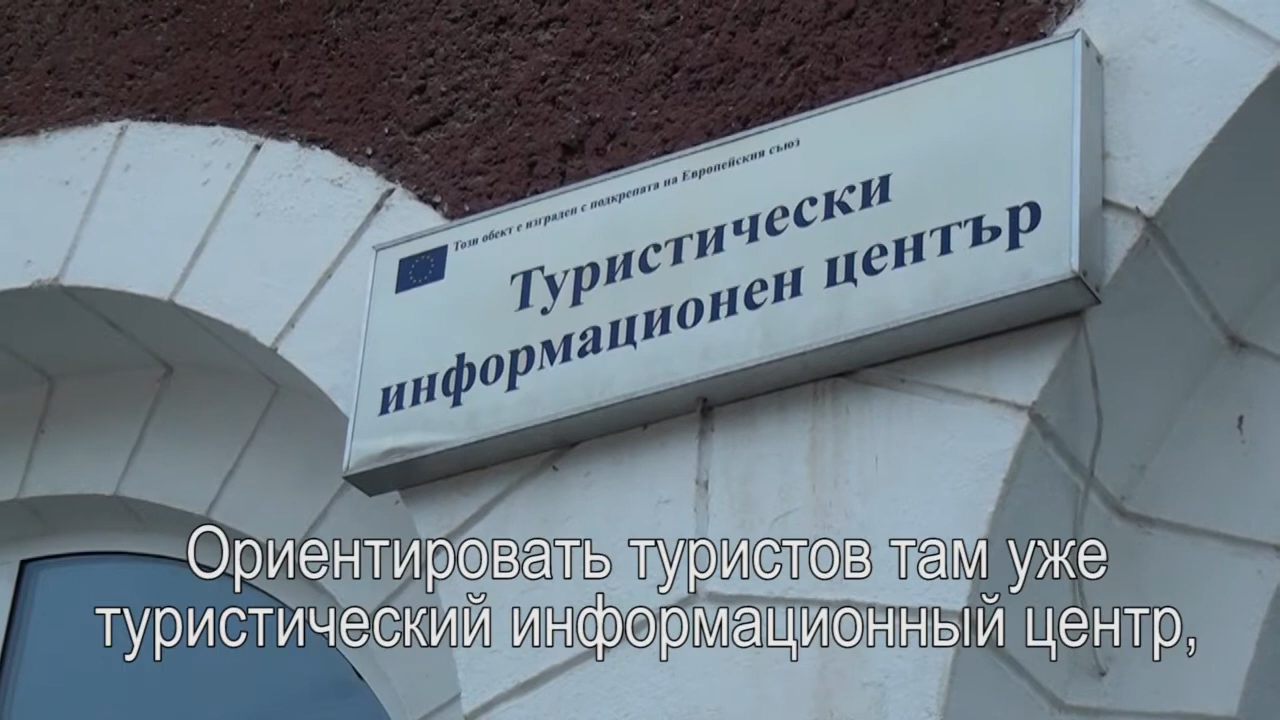 Този обект е изграден с подкрепата на Европейския съюз
Туристически
информационен център
Ориентировать туристов там уже
туристический информационный центр,